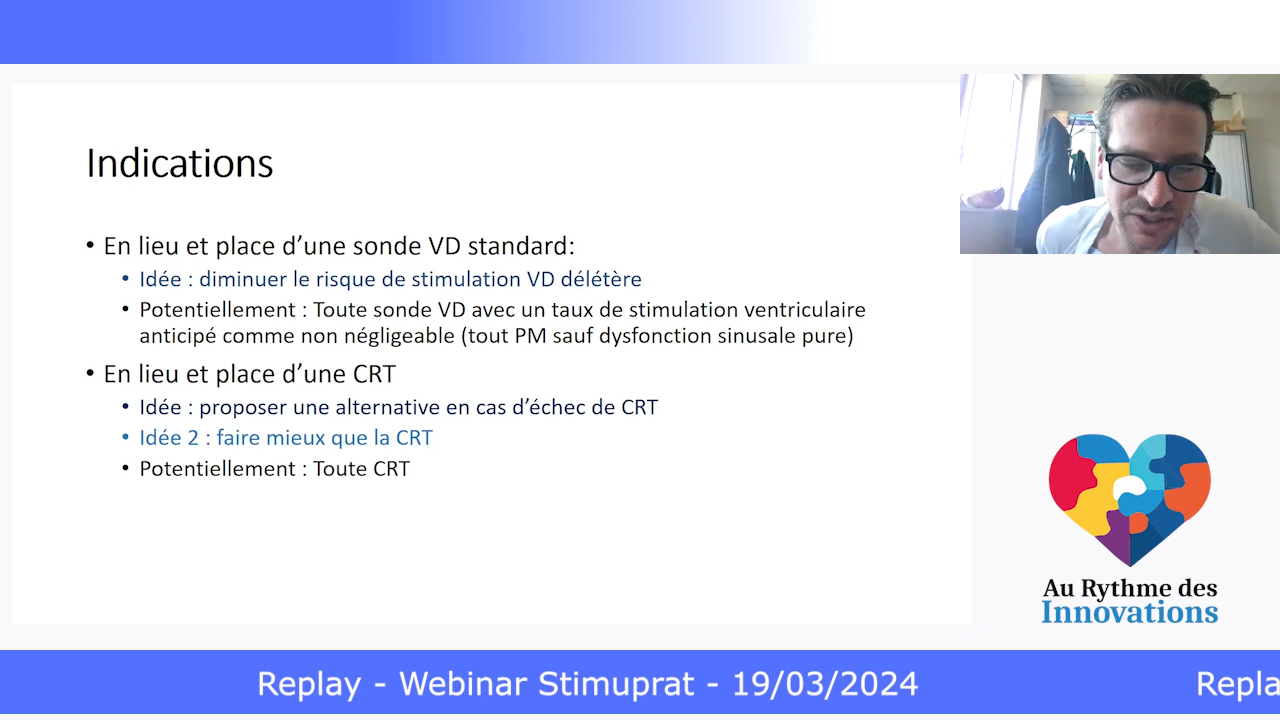 Indications
• En lieu et place d’une sonde VD standard:
• Idée : diminuer le risque de stimulation VD délétère
• Potentiellement : Toute sonde VD avec un taux de stimulation ventriculaire
anticipé comme non négligeable (tout PM sauf dysfonction sinusale pure)
• En lieu et place d’une CRT
• Idée : proposer une alternative en cas d’échec de CRT
• Idée 2 : faire mieux que la CRT
• Potentiellement : Toute CRT
Au Rythme des
Innovations
Replay - Webinar Stimuprat - 19/03/2024
Repla